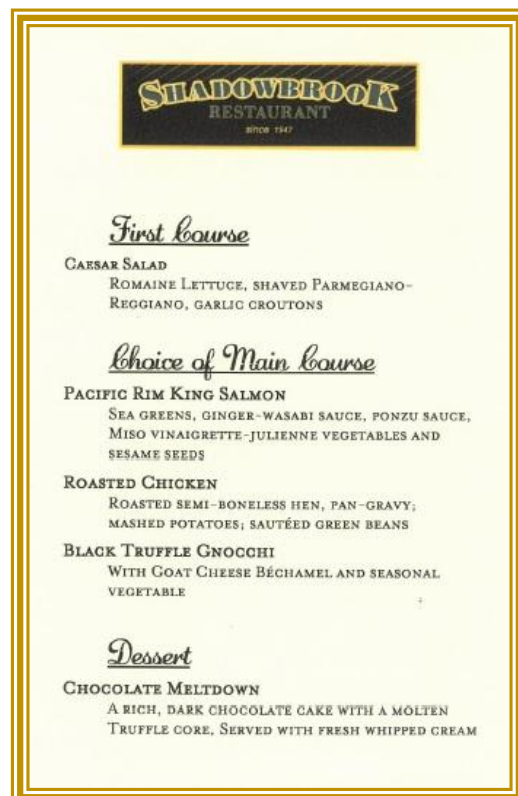 SHADOWBROOK
RESTAURANT
since 1947
First Course
CAESAR SALAD
ROMAINE LETTUCE, SHAVED PARMEGIANO-
REGGIANO, GARLIC CROUTONS
Choice of Main Course
PACIFIC RIM KING SALMON
SEA GREENS, GINGER-WASABI SAUCE, PONZU SAUCE,
MISO VINAIGRETTE-JULIENNE VEGETABLES AND
SESAME SEEDS
ROASTED CHICKEN
ROASTED SEMI-BONELESS HEN, PAN-GRAVY;
MASHED POTATOES; SAUTÉED GREEN BEANS
BLACK TRUFFLE GNOCCHI
WITH GOAT CHEESE BÉCHAMEL AND SEASONAL
VEGETABLE
Dessert
CHOCOLATE MELTDOWN
A RICH, DARK CHOCOLATE CAKE WITH A MOLTEN
TRUFFLE CORE, SERVED WITH FRESH WHIPPED CREAM